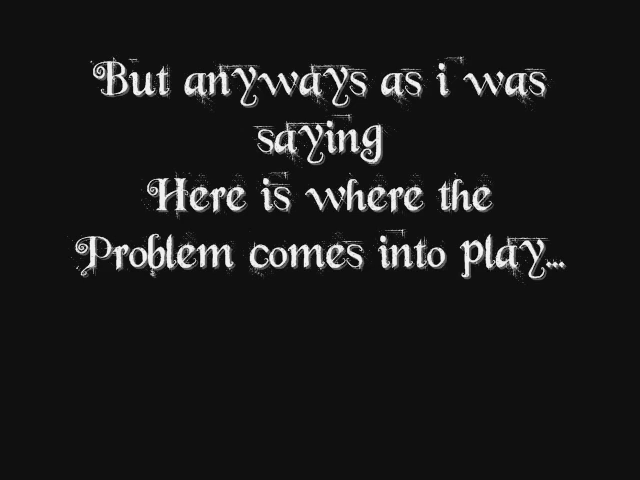 But anyways as i was
saying
Here is where the
Problem comes into play...